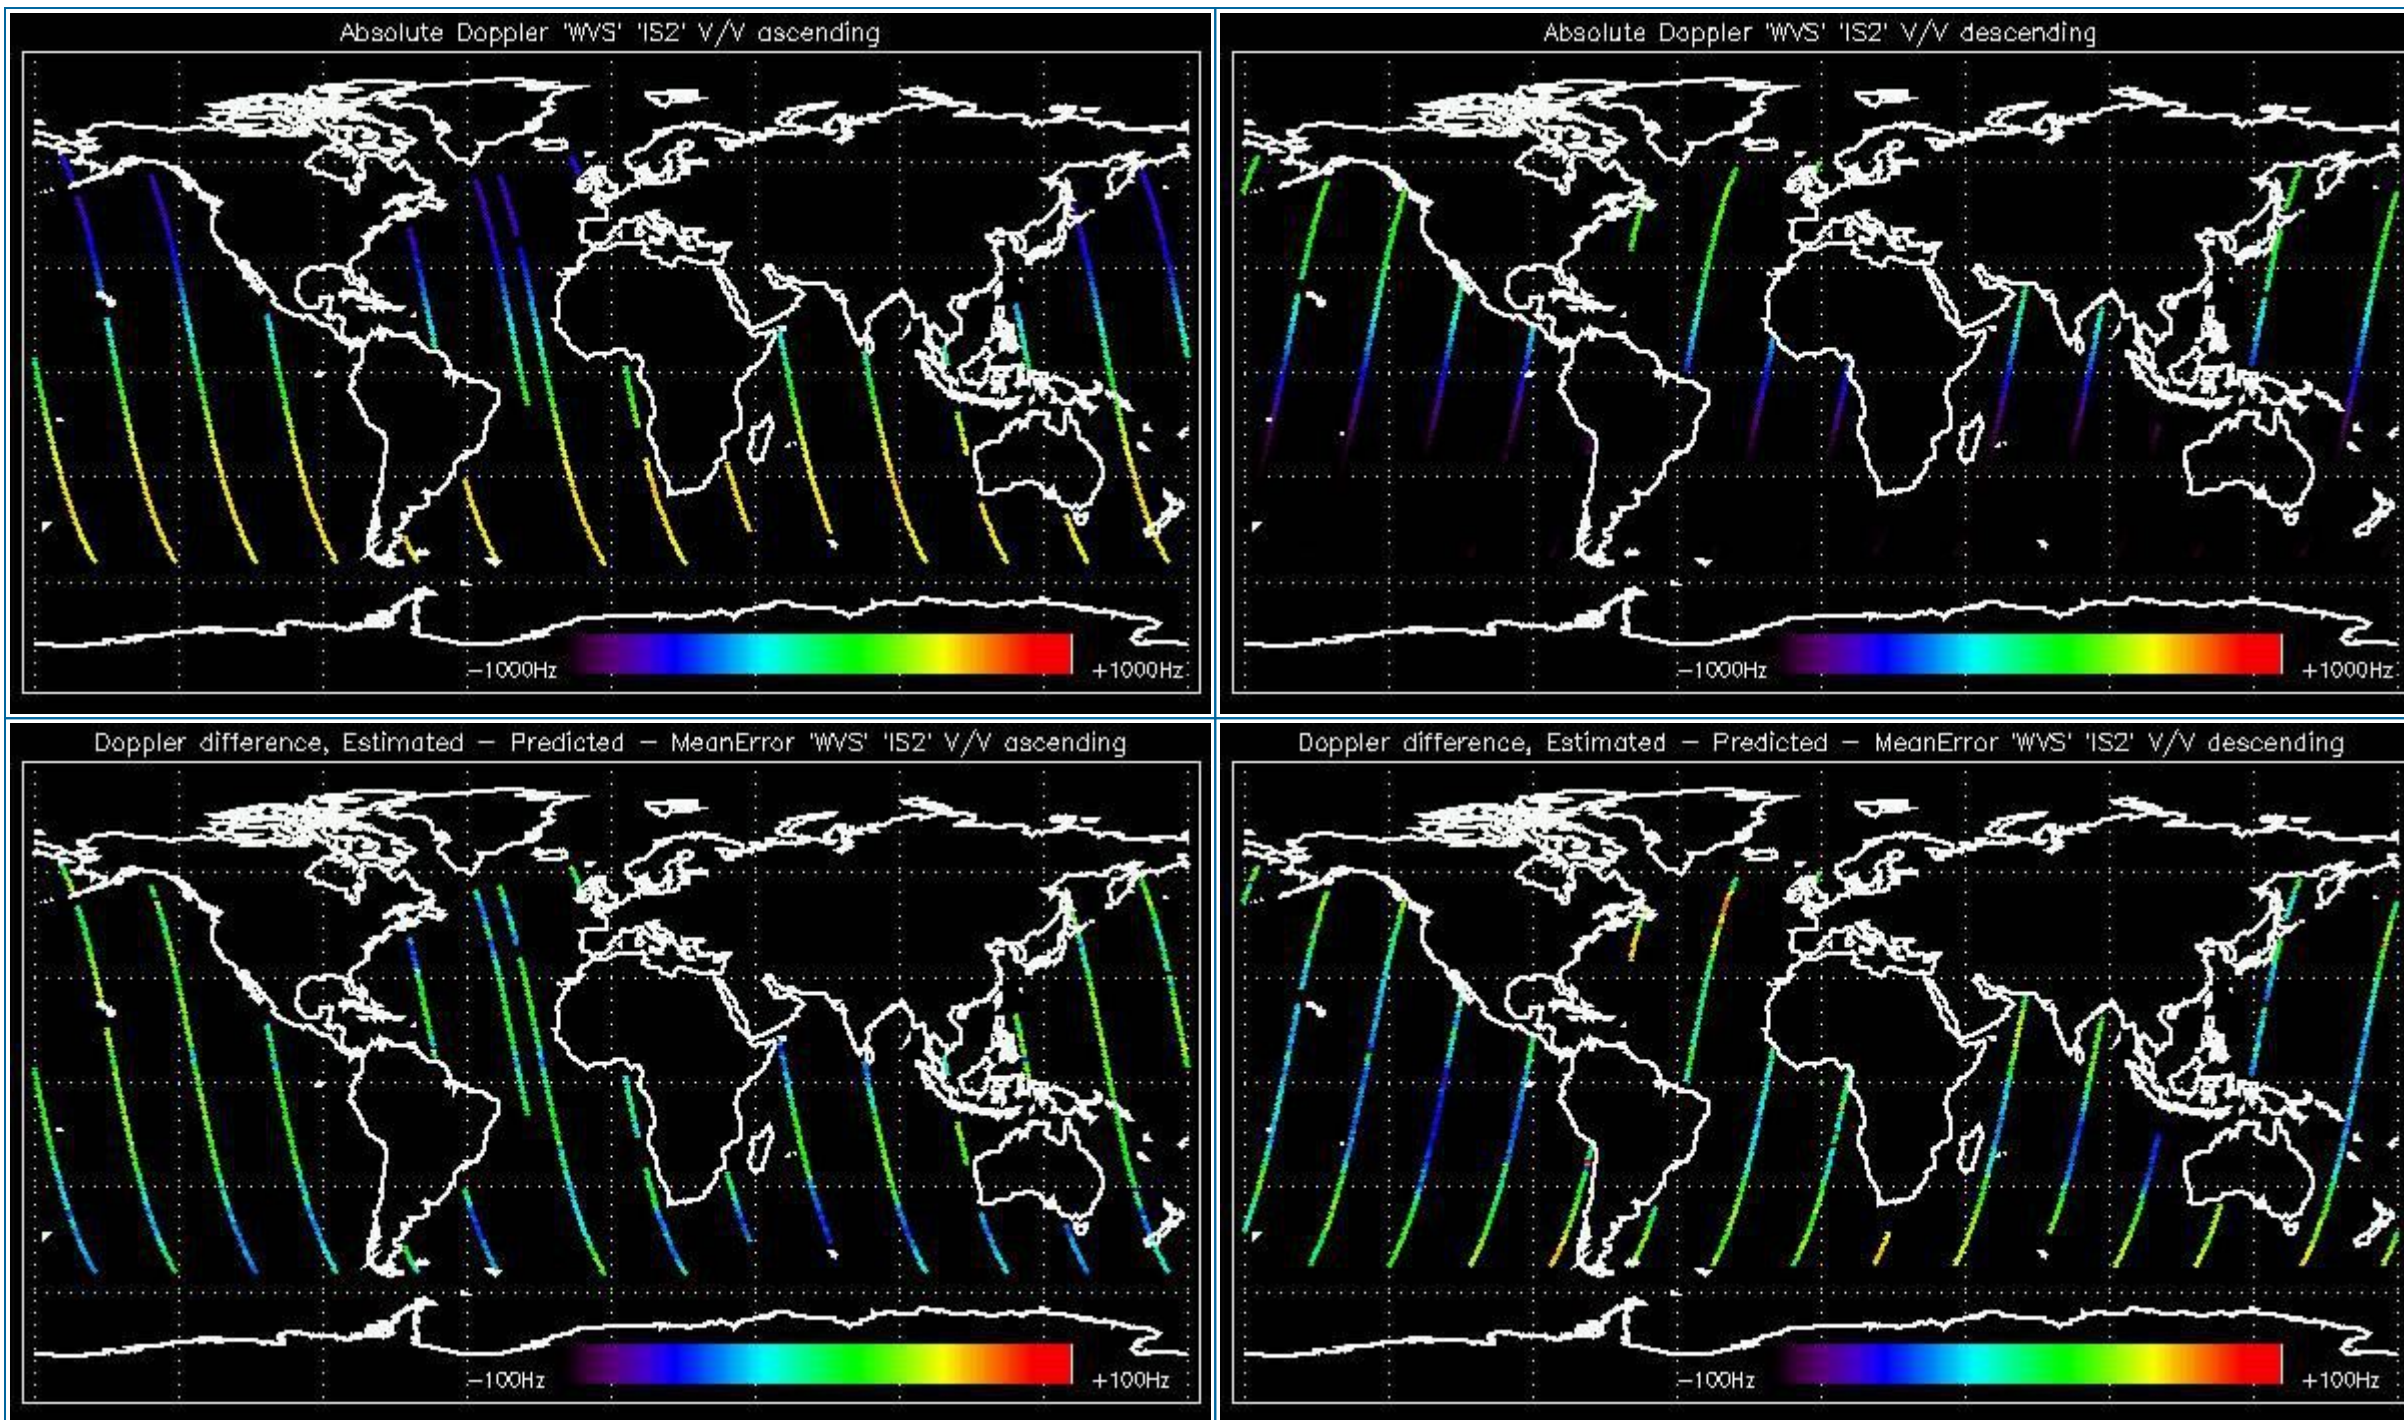 Absolute Doppler 'WVS' 'IS2' V/V ascending
-1000Hz
+1000Hz
Absolute Doppler 'WVS' 'IS2' V/V descending
-1000Hz
+1000Hz
Doppler difference, Estimated - Predicted - MeanError 'WVS' 'IS2' V/V ascending
-100Hz
+100Hz
Doppler difference, Estimated - Predicted - MeanError 'WVS' 'IS2' V/V descending
-100Hz
+100Hz